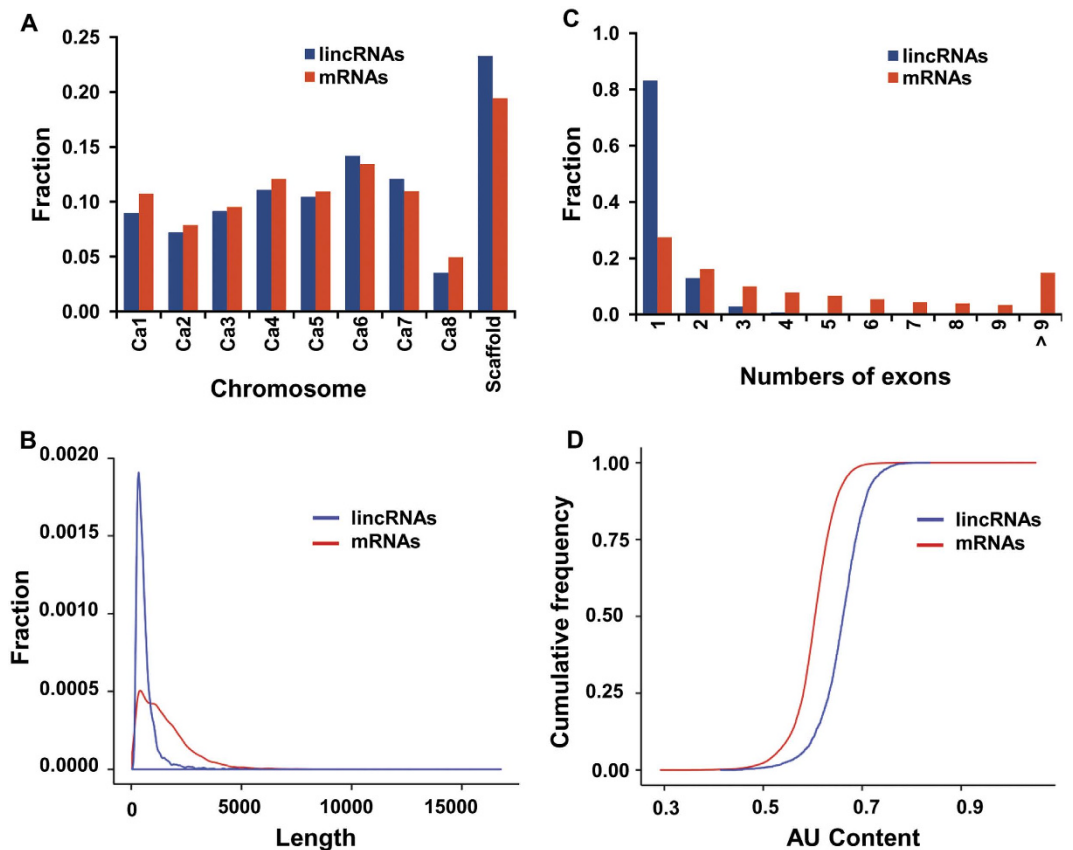 A
Fraction
0.25
0.20
0.15
0.10
0.05
0.00
lincRNAs
mRNAs
Ca1
Ca2
Ca3
Ca4
Ca5
Ca6
Ca7
Ca8
Scaffold
Chromosome
C
Fraction
1.0
0.8
0.6
0.4
0.2
0.0
lincRNAs
mRNAs
1
2
3
4
5
6
7
8
9
> 9
Numbers of exons
B
Fraction
0.0020
0.0015
0.0010
0.0005
0.0000
lincRNAs
mRNAs
0
5000
10000
15000
Length
D
Cumulative frequency
1.00
0.75
0.50
0.25
0.00
lincRNAs
mRNAs
0.3
0.5
0.7
0.9
AU Content